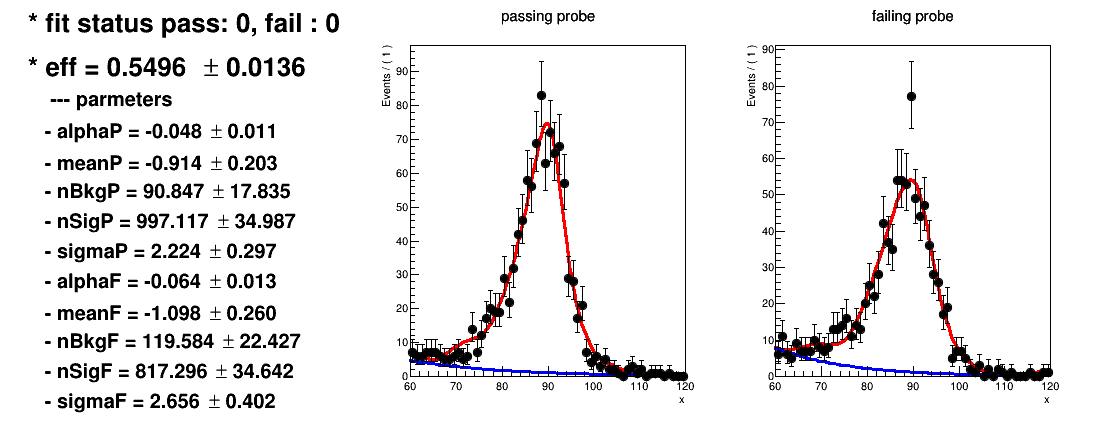 * fit status pass: 0, fail : 0
* eff = 0.5496 ± 0.0136
--- parmeters
- alphaP = -0.048 ± 0.011
- meanP = -0.914 ± 0.203
- nBkgP = 90.847 ± 17.835
- nSigP = 997.117 ± 34.987
- sigmaP = 2.224 ± 0.297
- alphaF = -0.064 ± 0.013
- meanF = -1.098 ± 0.260
- nBkgF = 119.584 ± 22.427
- nSigF = 817.296 ± 34.642
- sigmaF = 2.656 ± 0.402
passing probe
Events / ( 1 )
90
80
70
60
50
40
30
20
10
0
60 70 80 90 100 110 120
x
failing probe
Events / ( 1 )
90
80
70
60
50
40
30
20
10
0
60 70 80 90 100 110 120
x